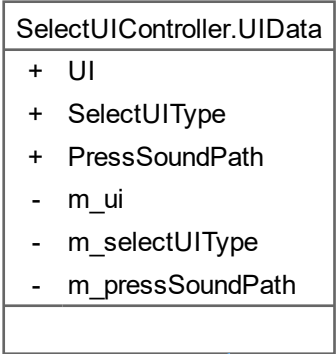 SelectUIController.UIData
+ UI
+ SelectUIType
+ PressSoundPath
- m_ui
- m_selectUIType
- m_pressSoundPath